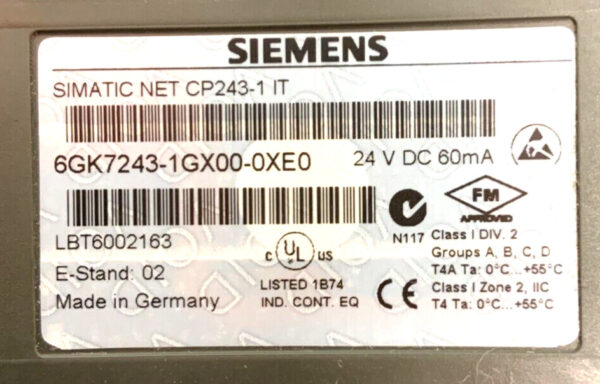 SIEMENS
SIMATIC NET CP243-1 IT
6GK7243-1GX00-0XE0 24 V DC 60mA
LBT6002163
E-Stand: 02
Made in Germany
C UL US
LISTED 1B74
IND. CONT. EQ
N117
CE
FM
APPROVED
Class I DIV. 2
Groups A, B, C, D
T4A Ta: 0°C...+55°C
Class I Zone 2, IIC
T4 Ta: 0°C...+55°C